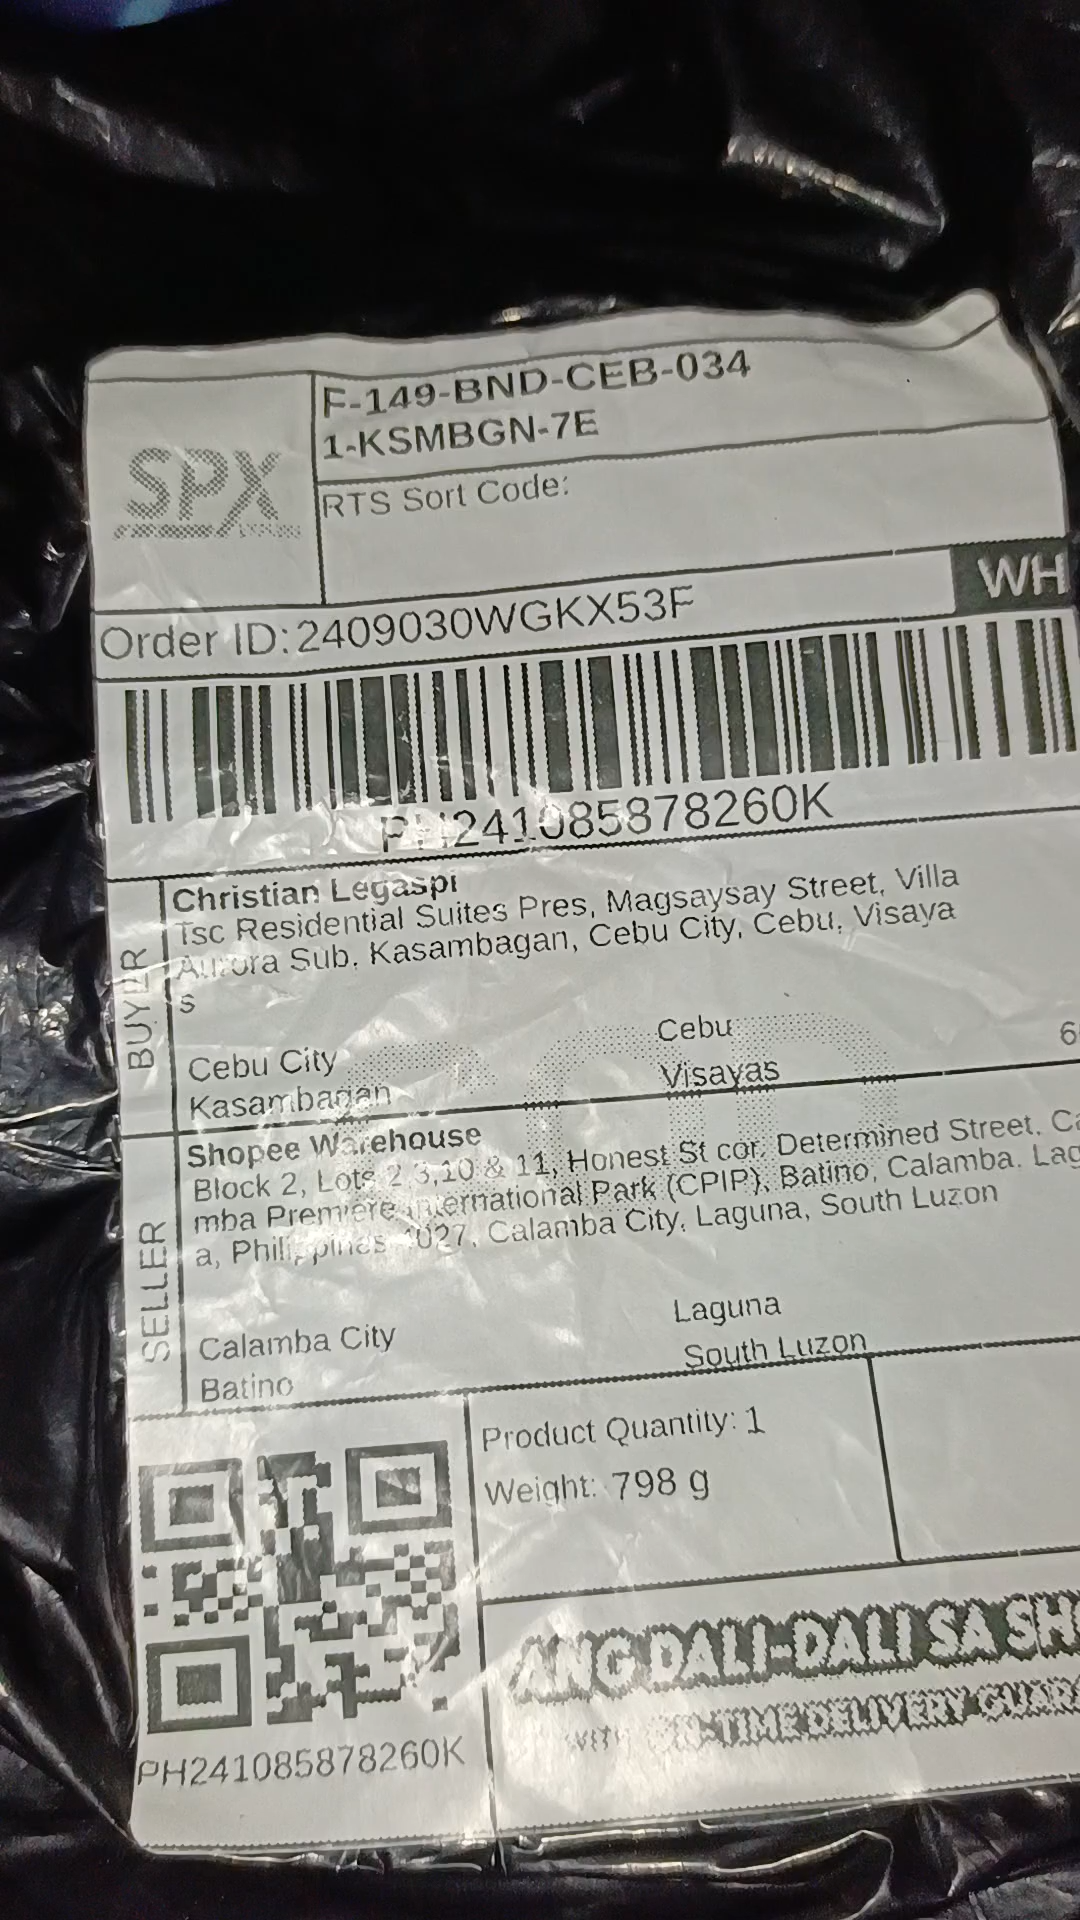 F-149-BND-CEB-034
1-KSMBGN-7E
SPX
RTS Sort Code:
WH
Order ID:2409030WGKX53F
PH241085878260K
BUYER
Christian Legaspi
Tsc Residential Suites Pres, Magsaysay Street, Villa
Aurora Sub, Kasambagan, Cebu City, Cebu, Visaya
s
Cebu City Cebu 6
Kasambagan Visayas
SELLER
Shopee Warehouse
Block 2, Lots 2,3,10 & 11, Honest St cor. Determined Street, Ca
mba Premiere International Park (CPIP), Batino, Calamba, Lag
a, Philippines 4027, Calamba City, Laguna, South Luzon
Calamba City Laguna
Batino South Luzon
Product Quantity: 1
Weight: 798 g
ANG DALI-DALI SA SH
WITH ON-TIME DELIVERY GUAR
PH241085878260K